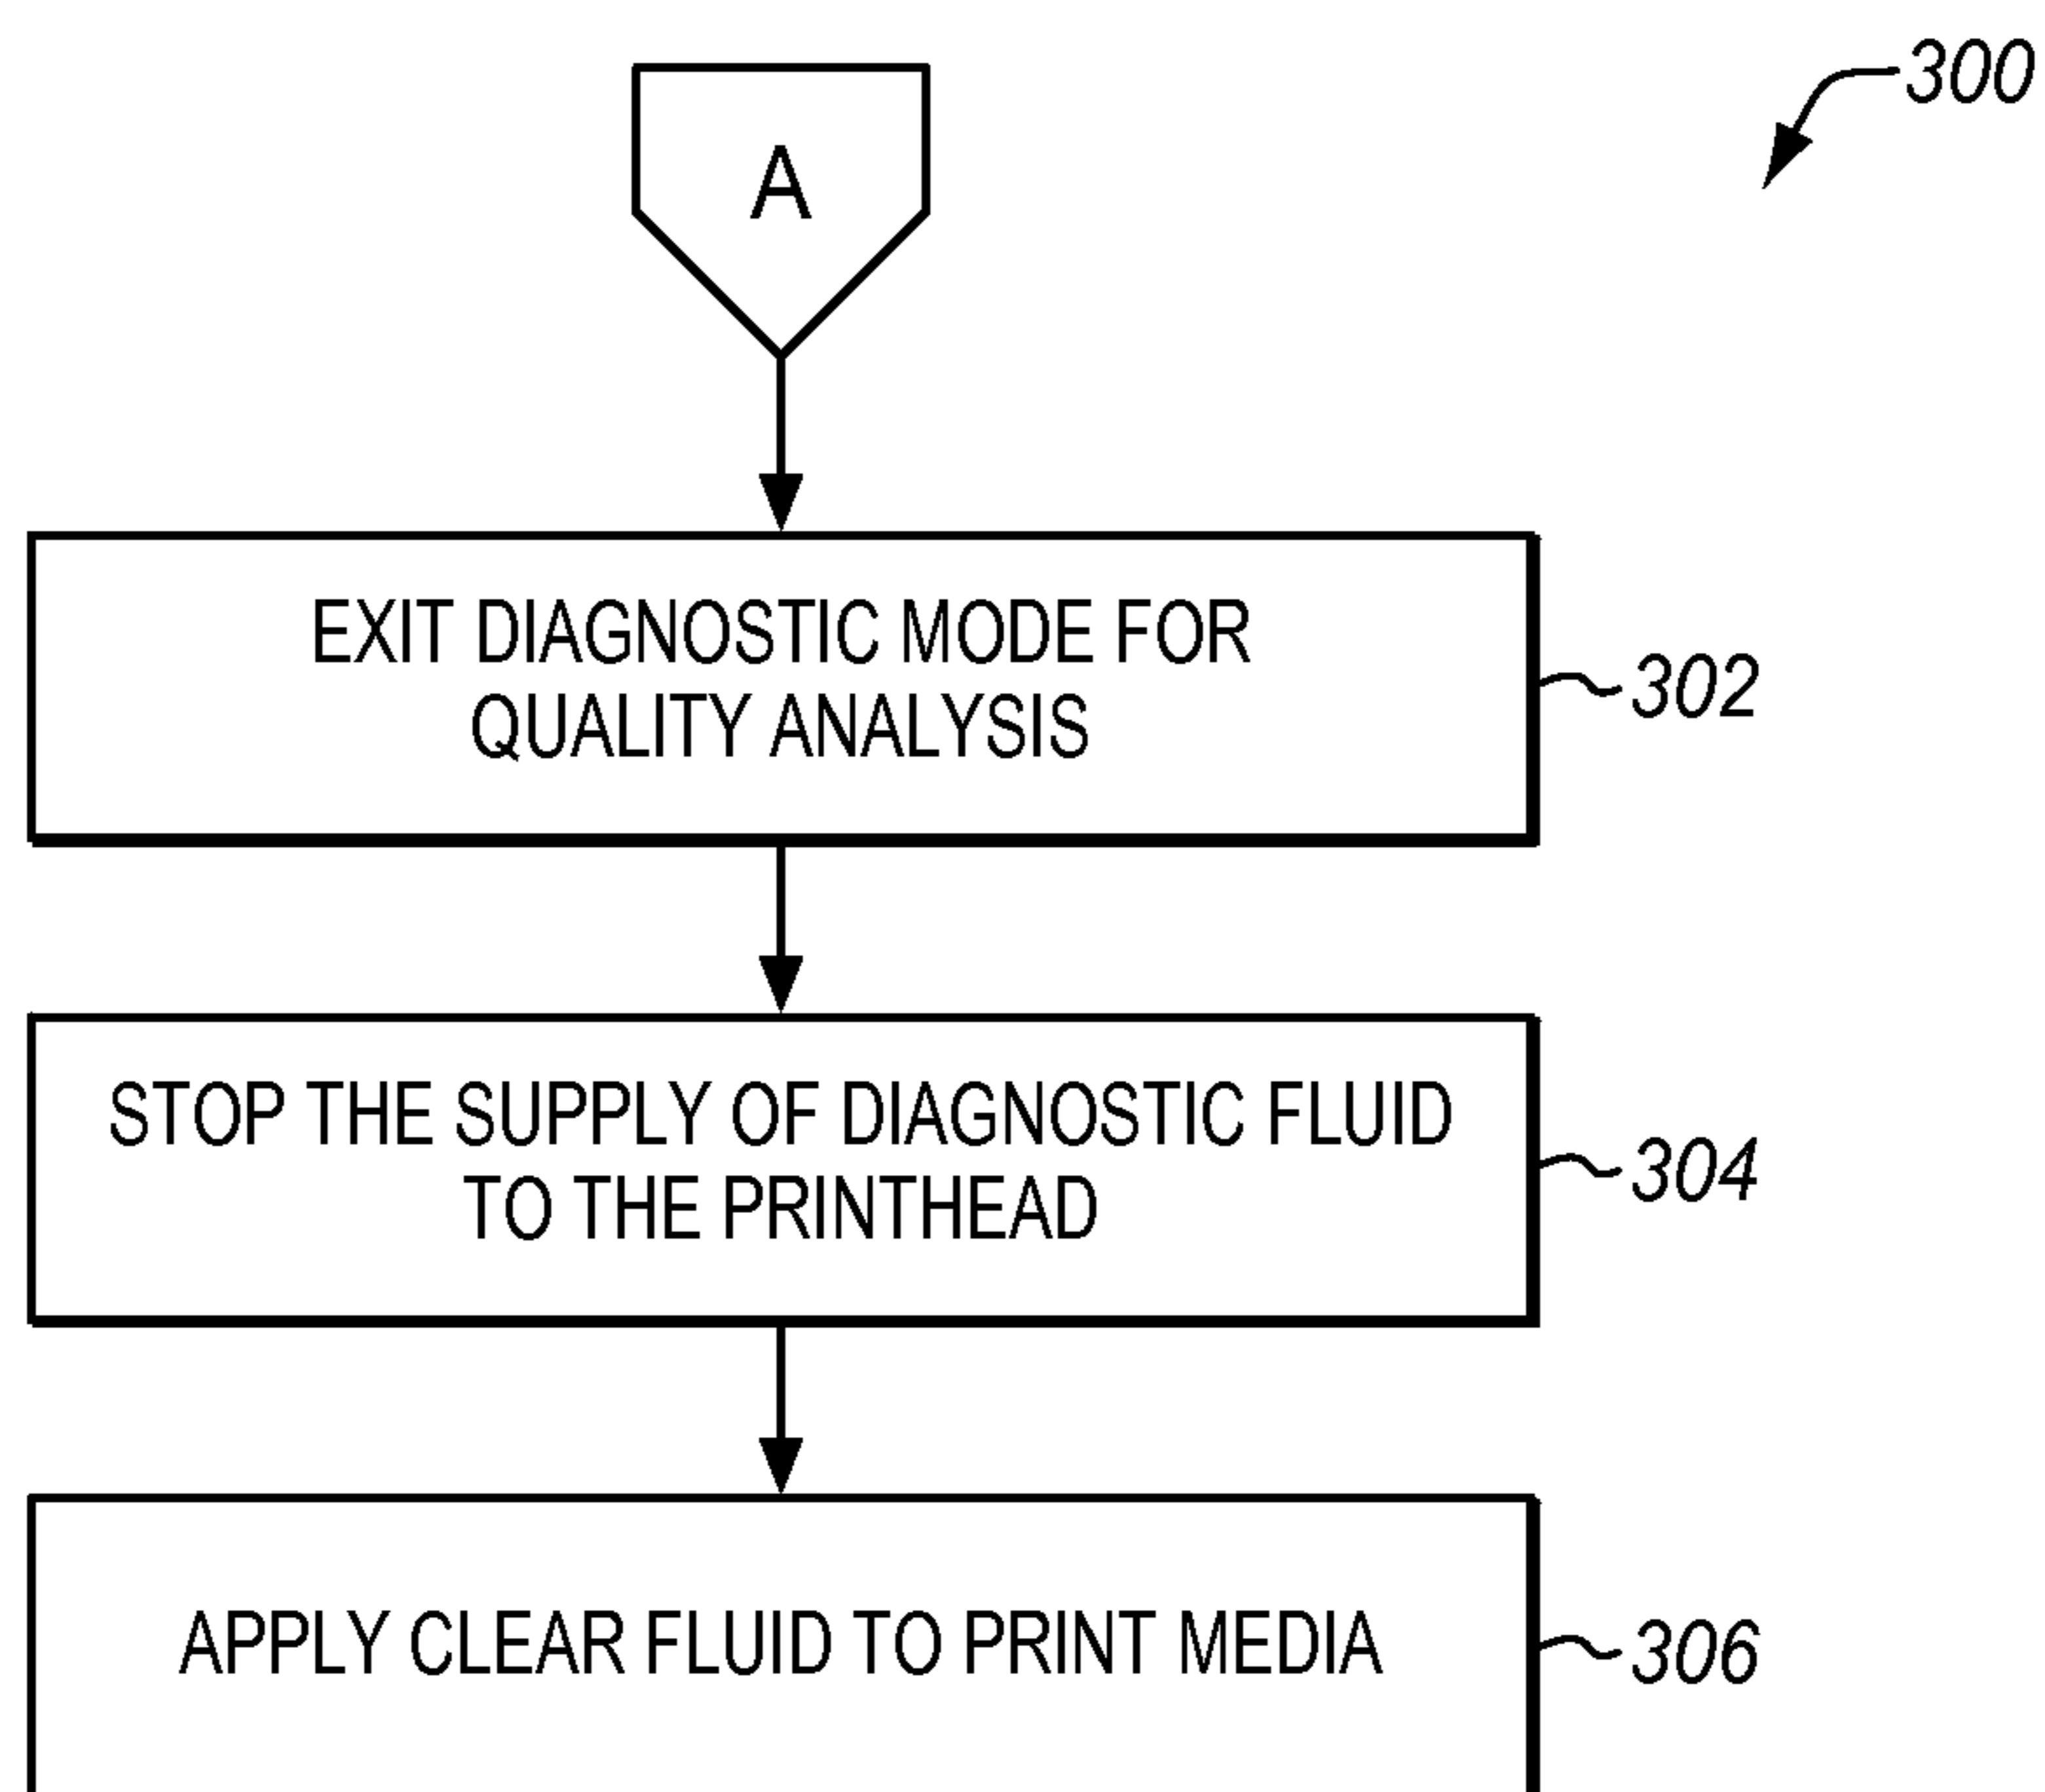 300
A
EXIT DIAGNOSTIC MODE FOR
QUALITY ANALYSIS
302
STOP THE SUPPLY OF DIAGNOSTIC FLUID
TO THE PRINTHEAD
304
APPLY CLEAR FLUID TO PRINT MEDIA
306